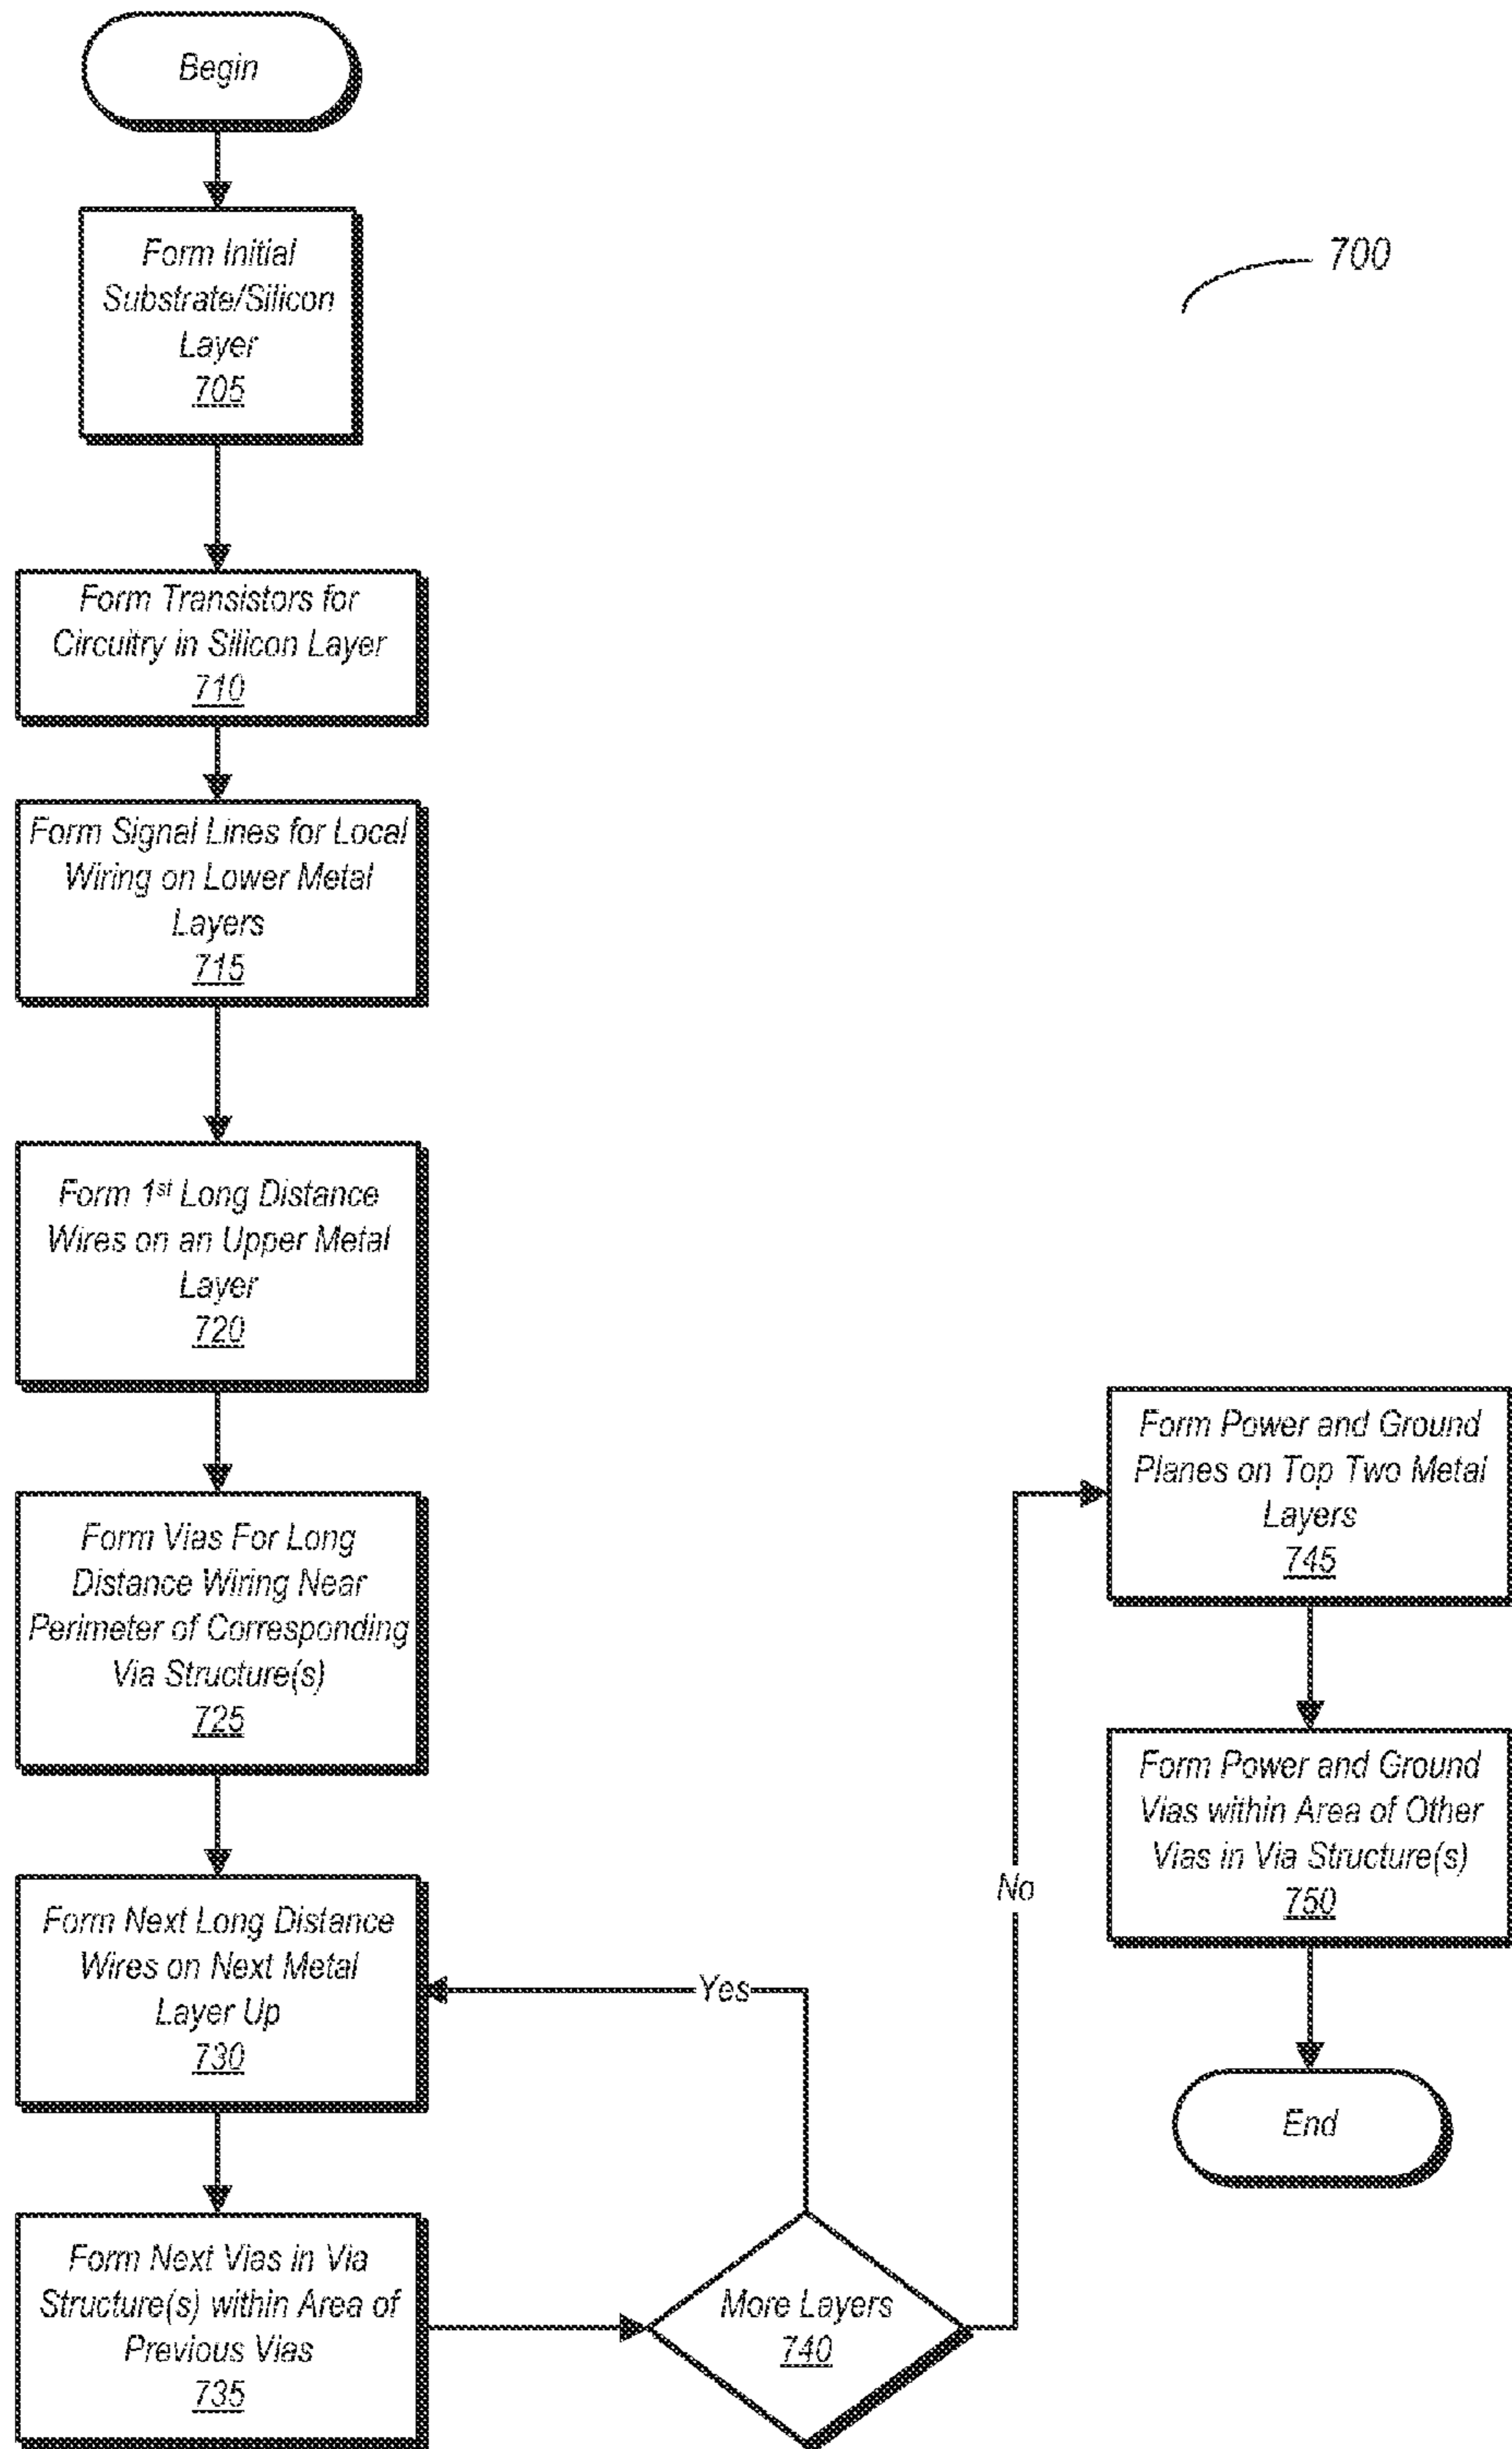 Begin
Form Initial
Substrate/Silicon
Layer
705
700
Form Transistors for
Circuitry in Silicon Layer
710
Form Signal Lines for Local
Wiring on Lower Metal
Layers
715
Form 1st Long Distance
Wires on an Upper Metal
Layer
720
Form Vias For Long
Distance Wiring Near
Perimeter of Corresponding
Via Structure(s)
725
Form Next Long Distance
Wires on Next Metal
Layer Up
730
Form Next Vias in Via
Structure(s) within Area of
Previous Vias
735
More Layers
740
Yes
No
Form Power and Ground
Planes on Top Two Metal
Layers
745
Form Power and Ground
Vias within Area of Other
Vias in Via Structure(s)
750
End